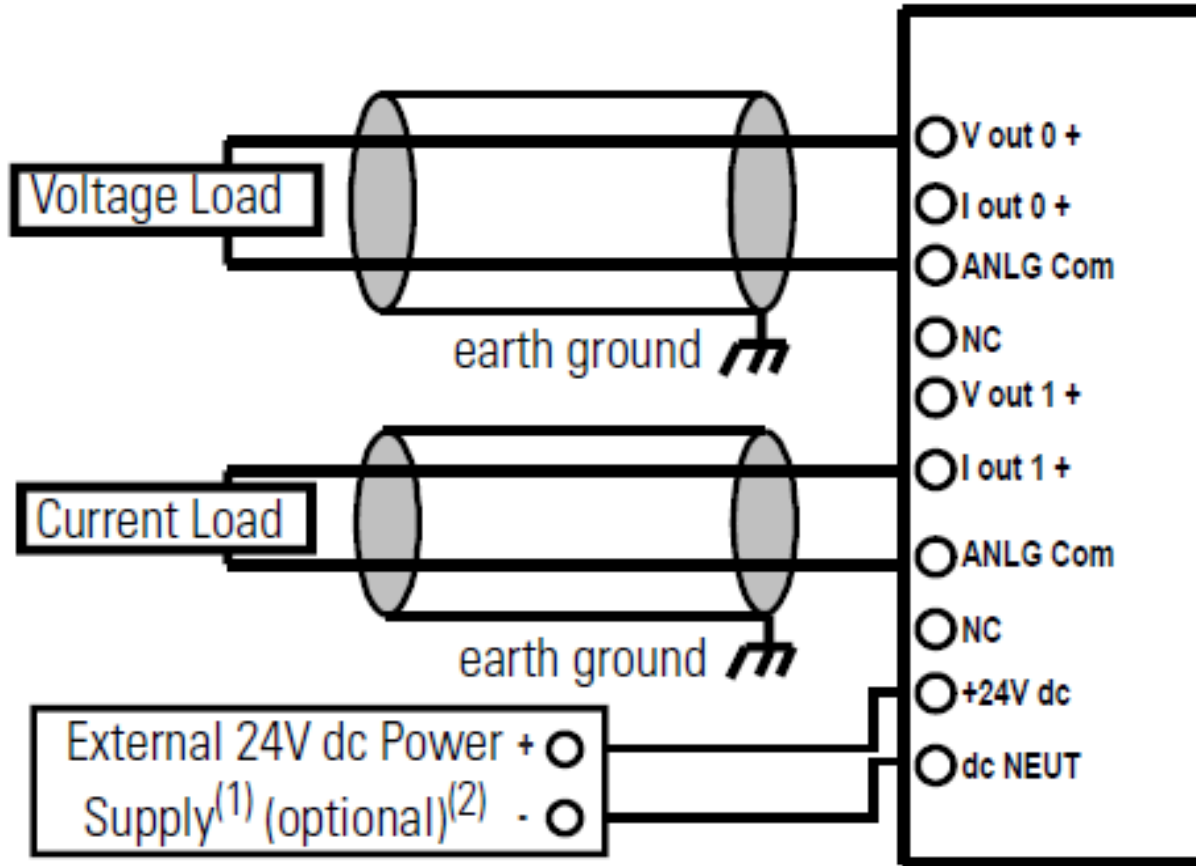 V out 0 +
Voltage Load
I out 0 +
ANLG Com
earth ground
NC
V out 1 +
I out 1 +
Current Load
ANLG Com
NC
earth ground
+24V dc
External 24V dc Power +
dc NEUT
Supply(1) (optional)(2) -